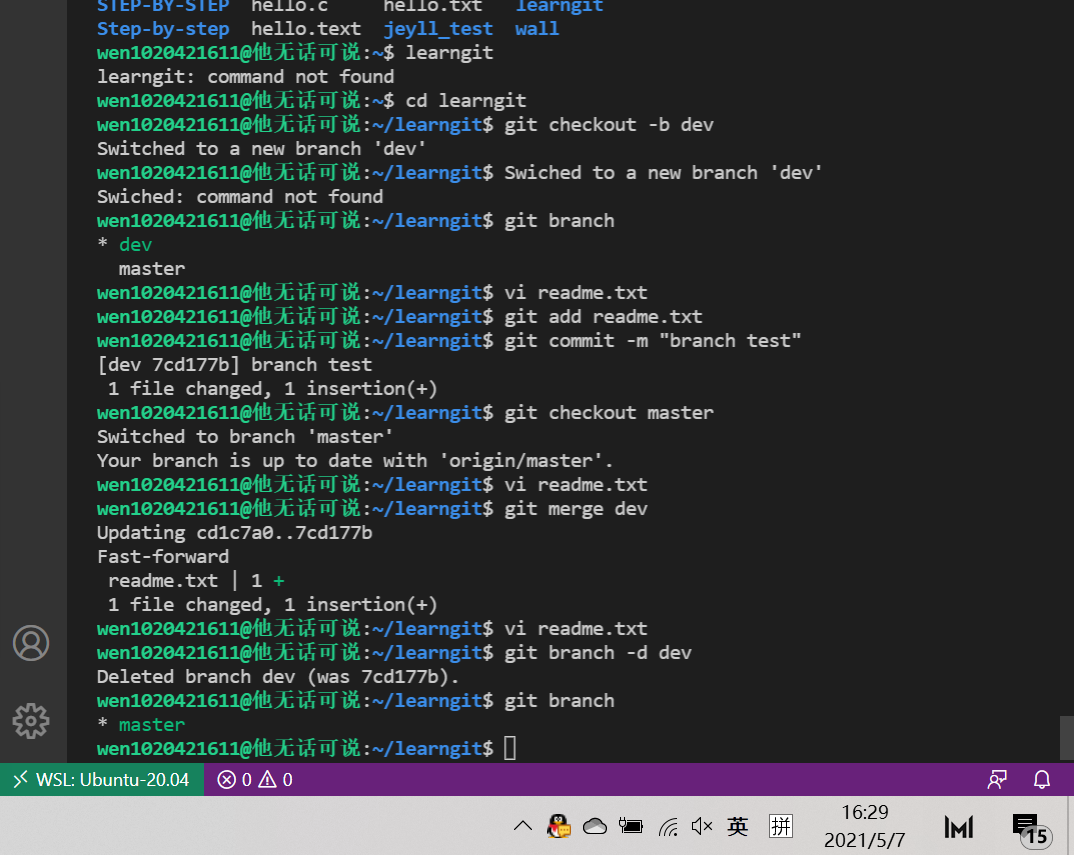 STEP-BY-STEP hello.c hello.txt learngit
Step-by-step hello.text jeyll_test wall
wen1020421611@他无话可说:~$ learngit
learngit: command not found
wen1020421611@他无话可说:~$ cd learngit
wen1020421611@他无话可说:~/learngit$ git checkout -b dev
Switched to a new branch 'dev'
wen1020421611@他无话可说:~/learngit$ Swiched to a new branch 'dev'
Swiched: command not found
wen1020421611@他无话可说:~/learngit$ git branch
* dev
  master
wen1020421611@他无话可说:~/learngit$ vi readme.txt
wen1020421611@他无话可说:~/learngit$ git add readme.txt
wen1020421611@他无话可说:~/learngit$ git commit -m "branch test"
[dev 7cd177b] branch test
 1 file changed, 1 insertion(+)
wen1020421611@他无话可说:~/learngit$ git checkout master
Switched to branch 'master'
Your branch is up to date with 'origin/master'.
wen1020421611@他无话可说:~/learngit$ vi readme.txt
wen1020421611@他无话可说:~/learngit$ git merge dev
Updating cd1c7a0..7cd177b
Fast-forward
 readme.txt | 1 +
 1 file changed, 1 insertion(+)
wen1020421611@他无话可说:~/learngit$ vi readme.txt
wen1020421611@他无话可说:~/learngit$ git branch -d dev
Deleted branch dev (was 7cd177b).
wen1020421611@他无话可说:~/learngit$ git branch
* master
wen1020421611@他无话可说:~/learngit$
WSL: Ubuntu-20.04 0 0
英 拼 16:29
2021/5/7 15